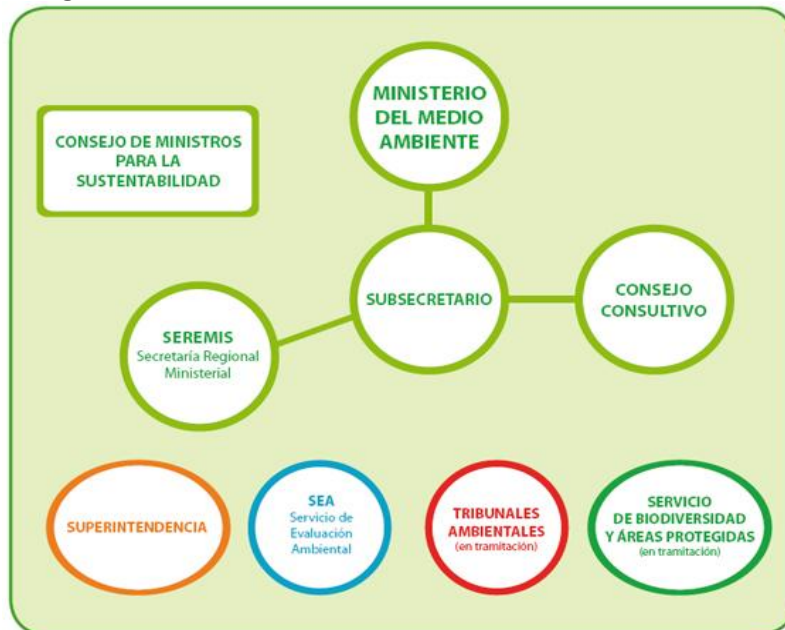 MINISTERIO
DEL MEDIO
AMBIENTE
CONSEJO DE MINISTROS
PARA LA
SUSTENTABILIDAD
SUBSECRETARIO
CONSEJO
CONSULTIVO
SEREMIS
Secretaría Regional
Ministerial
SUPERINTENDENCIA
SEA
Servicio de
Evaluación
Ambiental
TRIBUNALES
AMBIENTALES
(en tramitación)
SERVICIO
DE BIODIVERSIDAD
Y ÁREAS PROTEGIDAS
(en tramitación)